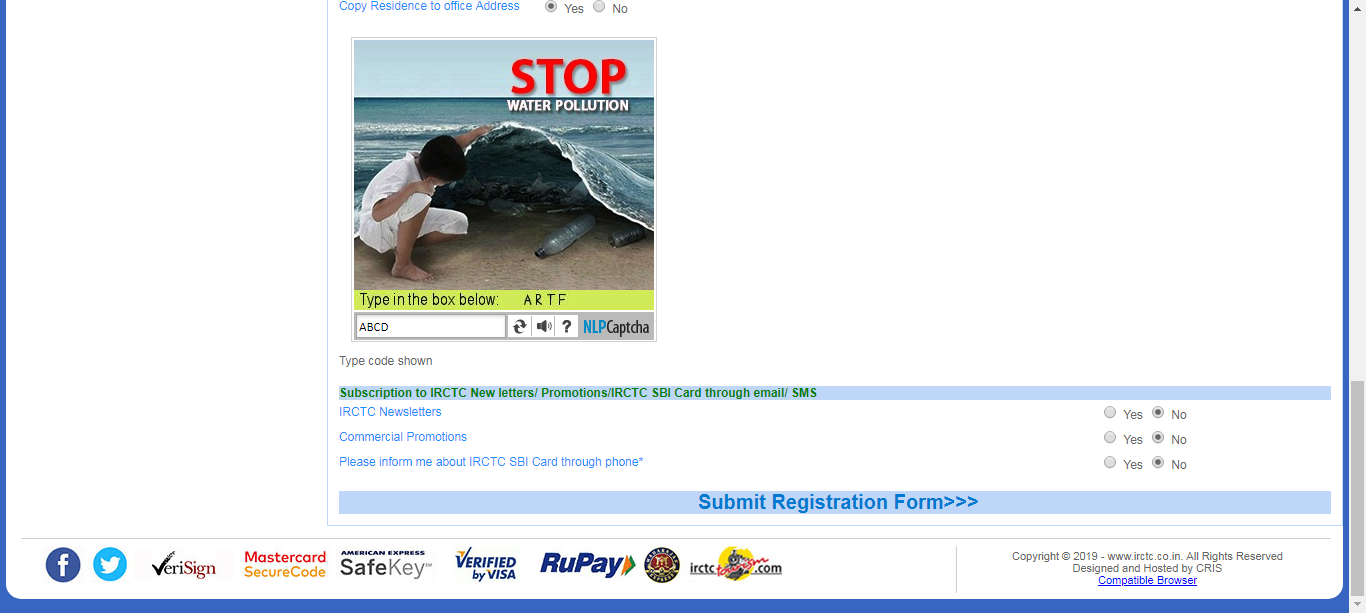 Copy Residence to office Address Yes No
STOP
WATER POLLUTION
Type in the box below: A R T F
ABCD ? NLPCaptcha
Type code shown
Subscription to IRCTC New letters/ Promotions/IRCTC SBI Card through email/ SMS
IRCTC Newsletters Yes No
Commercial Promotions Yes No
Please inform me about IRCTC SBI Card through phone* Yes No
Submit Registration Form>>>
f VeriSign
Mastercard
SecureCode
AMERICAN EXPRESS
SafeKey
VERIFIED
by VISA
RuPay
irctc tourism .com
Copyright © 2019 - www.irctc.co.in. All Rights Reserved
Designed and Hosted by CRIS
Compatible Browser